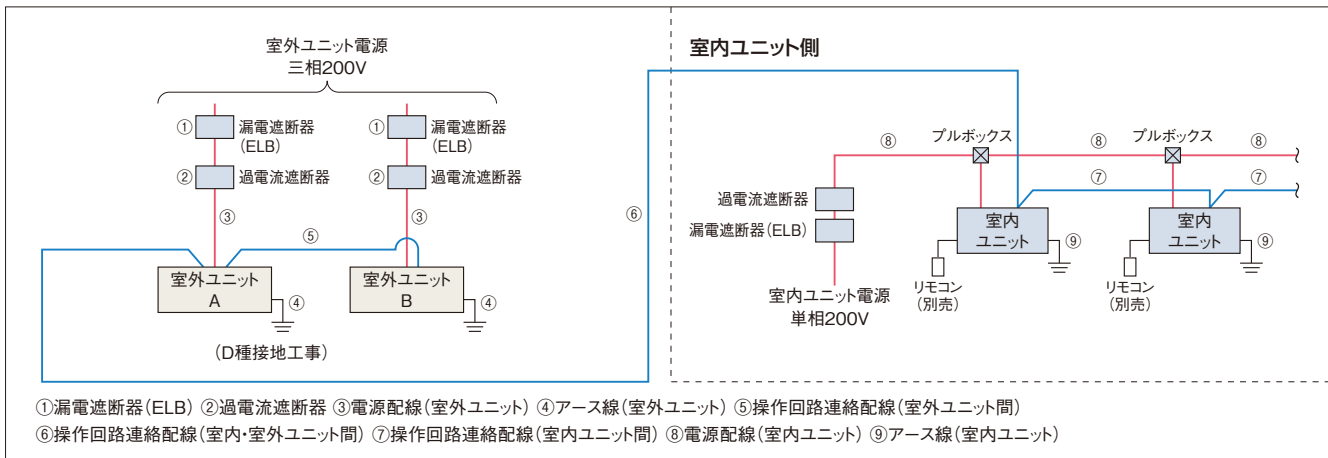 室外ユニット電源
三相200V
① 漏電遮断器
(ELB)
① 漏電遮断器
(ELB)
② 過電流遮断器
② 過電流遮断器
③
③
⑤
⑥
室外ユニット
A
④
室外ユニット
B
④
(D種接地工事)
室内ユニット側
⑧
プルボックス
⑧
プルボックス
⑧
過電流遮断器
漏電遮断器(ELB)
室内ユニット電源
単相200V
⑦
⑦
室内
ユニット
⑨
室内
ユニット
⑨
リモコン
(別売)
リモコン
(別売)
①漏電遮断器(ELB) ②過電流遮断器 ③電源配線(室外ユニット) ④アース線(室外ユニット) ⑤操作回路連絡配線(室外ユニット間)
⑥操作回路連絡配線(室内・室外ユニット間) ⑦操作回路連絡配線(室内ユニット間) ⑧電源配線(室内ユニット) ⑨アース線(室内ユニット)